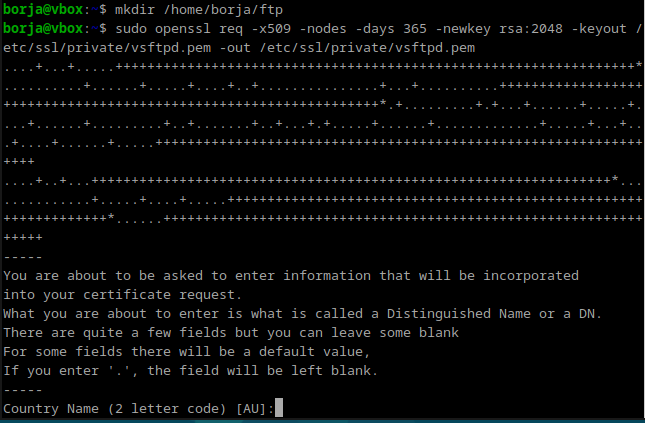 borja@vbox:~$ mkdir /home/borja/ftp
borja@vbox:~$ sudo openssl req -x509 -nodes -days 365 -newkey rsa:2048 -keyout /
etc/ssl/private/vsftpd.pem -out /etc/ssl/private/vsftpd.pem
....+...+.....+++++++++++++++++++++++++++++++++++++++++++++++++++++++++++++++++*
..........+.......+.....+....+..+...............+...+..........++++++++++++++++++
+++++++++++++++++++++++++++++++++++++++++++++++*.+.........+.+...+......+.....+.
...+......+.........+..+.......+..+...+.+.....+......+.............+.....+...+..
.+....+......+.....+++++++++++++++++++++++++++++++++++++++++++++++++++++++++++++
++++
....+..+...+++++++++++++++++++++++++++++++++++++++++++++++++++++++++++++++++*...
...........+.....+....+.....++++++++++++++++++++++++++++++++++++++++++++++++++++
+++++++++++++*......++++++++++++++++++++++++++++++++++++++++++++++++++++++++++++
+++++
-----
You are about to be asked to enter information that will be incorporated
into your certificate request.
What you are about to enter is what is called a Distinguished Name or a DN.
There are quite a few fields but you can leave some blank
For some fields there will be a default value,
If you enter '.', the field will be left blank.
-----
Country Name (2 letter code) [AU]: